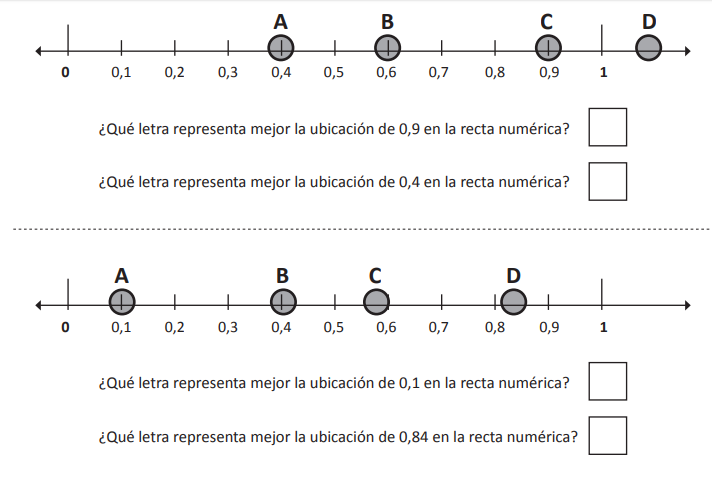 A B C D
0 0,1 0,2 0,3 0,4 0,5 0,6 0,7 0,8 0,9 1
¿Qué letra representa mejor la ubicación de 0,9 en la recta numérica?
¿Qué letra representa mejor la ubicación de 0,4 en la recta numérica?
A B C D
0 0,1 0,2 0,3 0,4 0,5 0,6 0,7 0,8 0,9 1
¿Qué letra representa mejor la ubicación de 0,1 en la recta numérica?
¿Qué letra representa mejor la ubicación de 0,84 en la recta numérica?